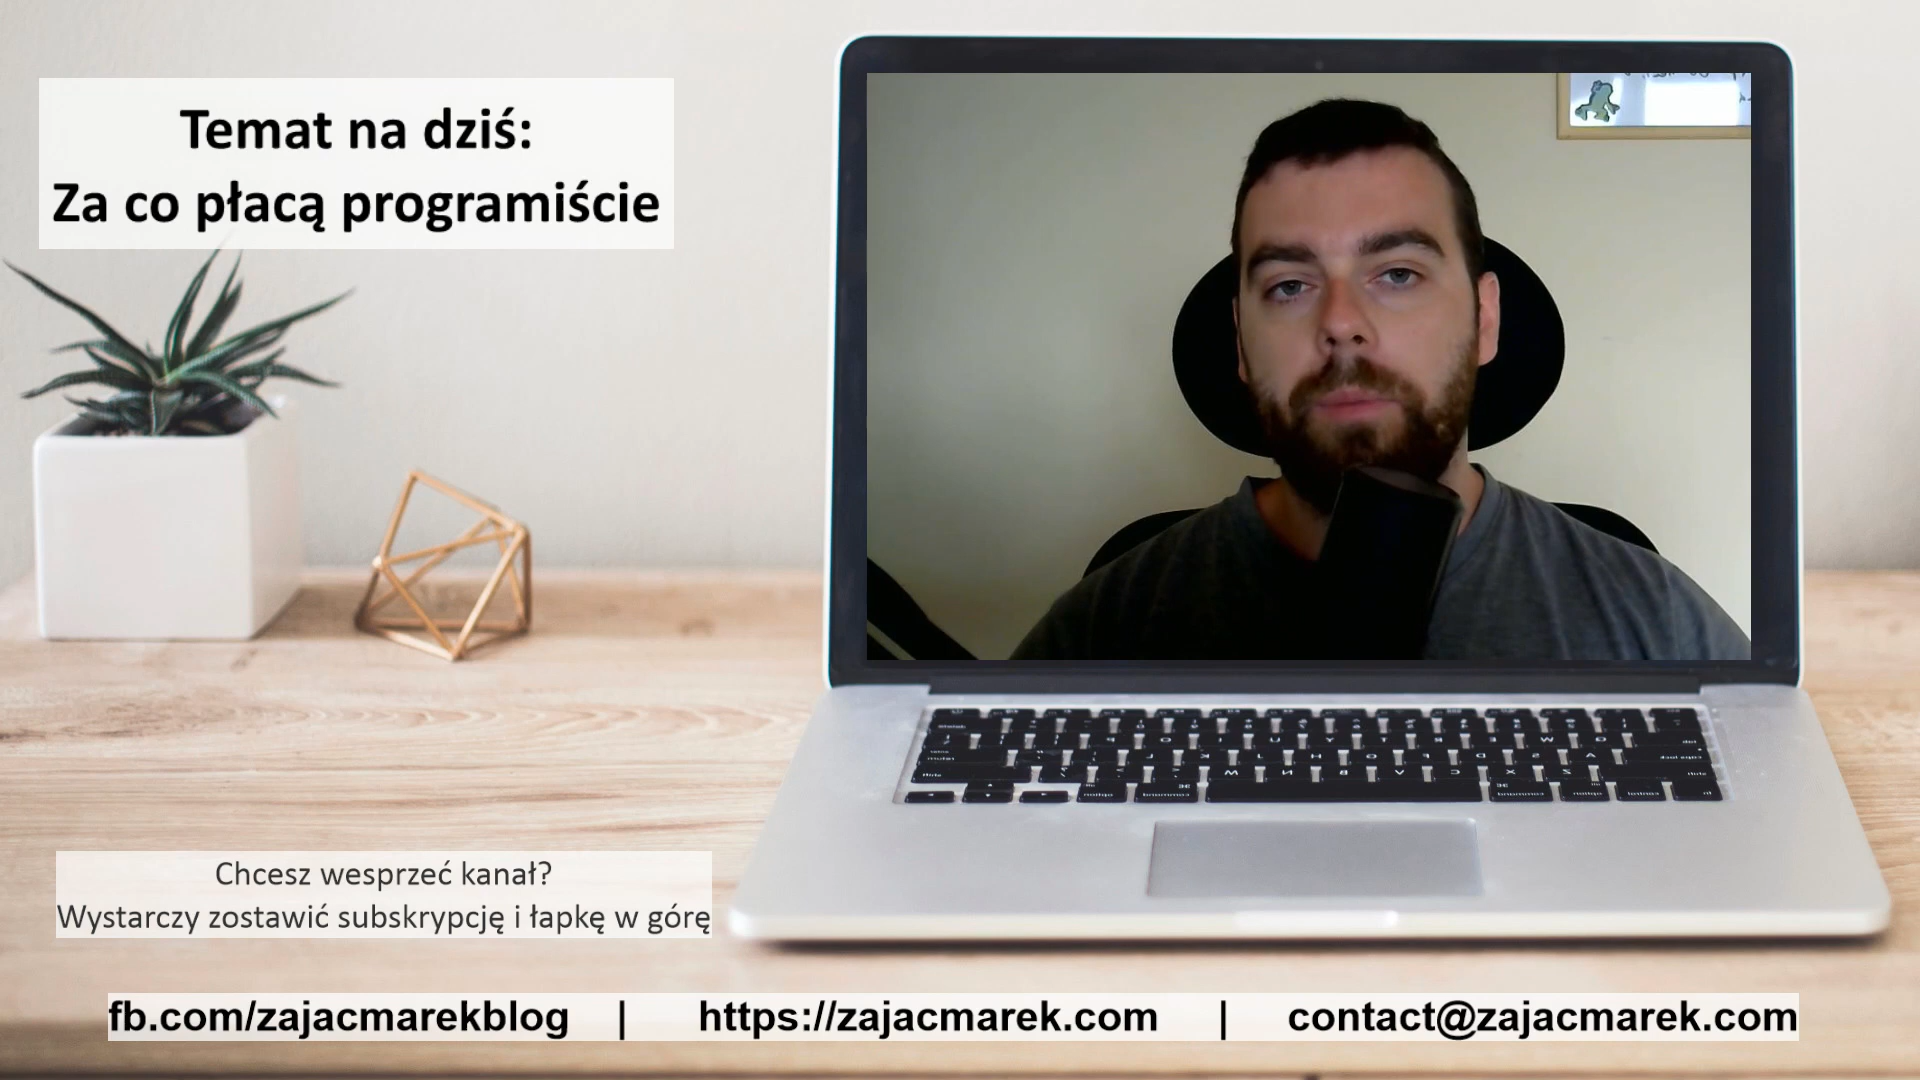 Temat na dziś:
Za co płacą programiście
Chcesz wesprzeć kanał?
Wystarczy zostawić subskrypcję i łapkę w górę
fb.com/zajacmarekblog | https://zajacmarek.com | contact@zajacmarek.com